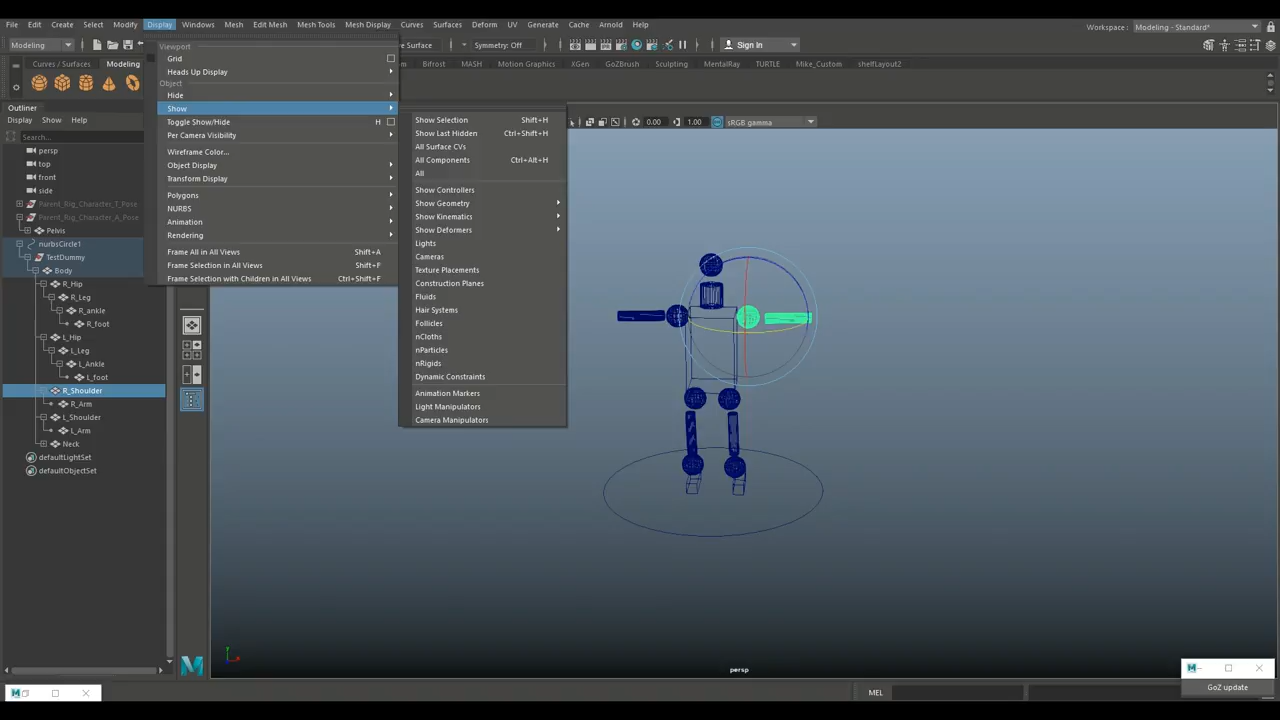 File Edit Create Select Modify Display Windows Mesh Edit Mesh Mesh Tools Mesh Display Curves Surfaces Deform UV Generate Cache Arnold Help
Workspace: Modeling - Standard*
Modeling
e Surface
Symmetry: Off
Sign In
Curves / Surfaces
Modeling
Bifrost MASH Motion Graphics XGen GoZBrush Sculpting MentalRay TURTLE Mike_Custom shelfLayout2
Outliner
Display Show Help
Search...
persp
top
front
side
Parent_Rig_Character_T_Pose
Parent_Rig_Character_A_Pose
Pelvis
nurbsCircle1
TestDummy
Body
R_Hip
R_Leg
R_ankle
R_foot
L_Hip
L_Leg
L_Ankle
L_foot
R_Shoulder
R_Arm
L_Shoulder
L_Arm
Neck
defaultLightSet
defaultObjectSet
Viewport
Grid
Heads Up Display
Object
Hide
Show
Toggle Show/Hide H
Per Camera Visibility
Wireframe Color...
Object Display
Transform Display
Polygons
NURBS
Animation
Rendering
Frame All in All Views Shift+A
Frame Selection in All Views Shift+F
Frame Selection with Children in All Views Ctrl+Shift+F
Show Selection Shift+H
Show Last Hidden Ctrl+Shift+H
All Surface CVs
All Components Ctrl+Alt+H
All
Show Controllers
Show Geometry
Show Kinematics
Show Deformers
Lights
Cameras
Texture Placements
Construction Planes
Fluids
Hair Systems
Follicles
nCloths
nParticles
nRigids
Dynamic Constraints
Animation Markers
Light Manipulators
Camera Manipulators
0.00
1.00
sRGB gamma
persp
GoZ update
MEL